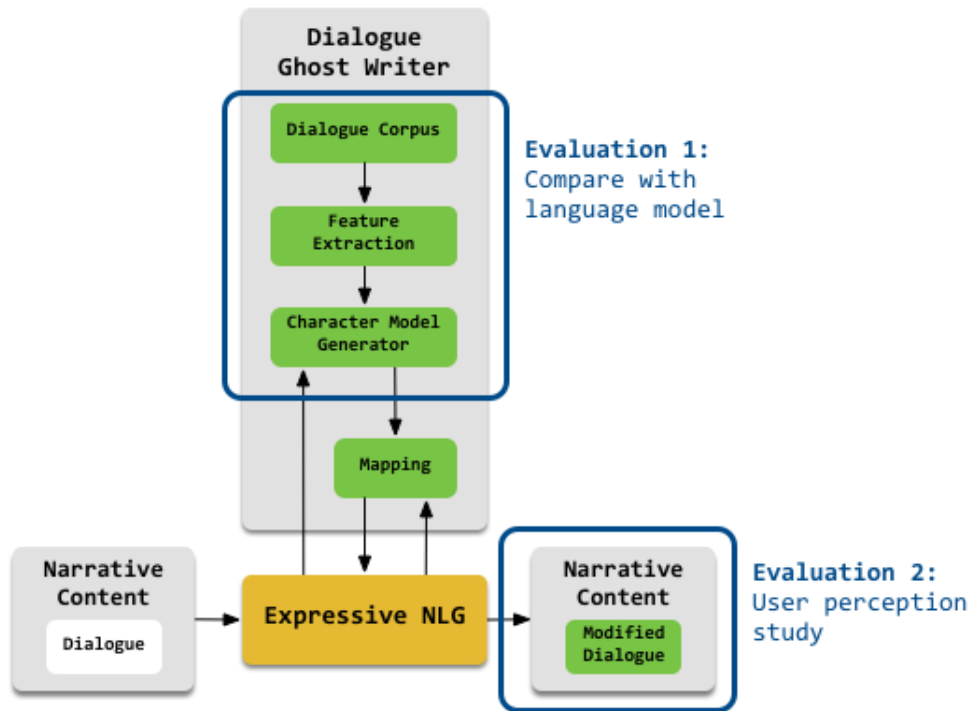 Dialogue
Ghost Writer
Dialogue Corpus
Feature
Extraction
Character Model
Generator
Mapping
Evaluation 1:
Compare with
language model
Narrative
Content
Dialogue
Expressive NLG
Narrative
Content
Modified
Dialogue
Evaluation 2:
User perception
study